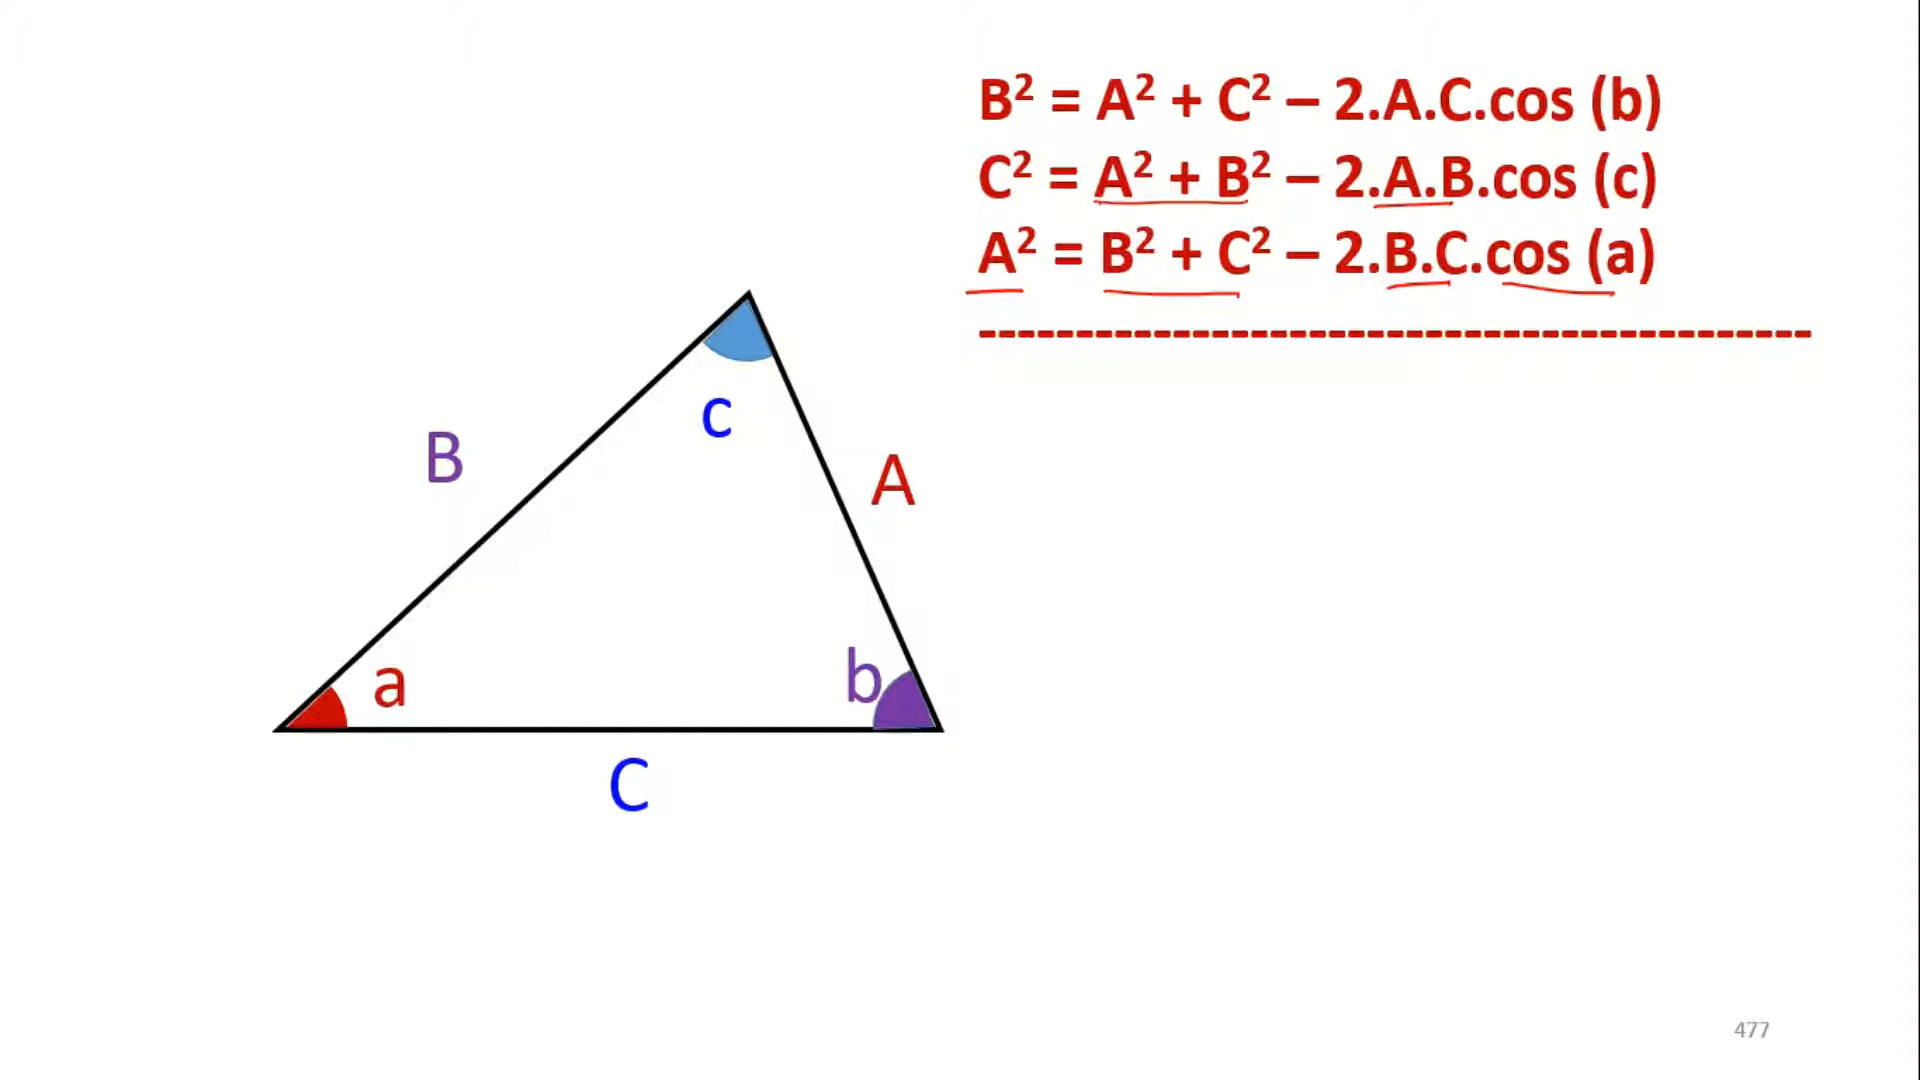 B² = A² + C² – 2.A.C.cos (b)
C² = A² + B² – 2.A.B.cos (c)
A² = B² + C² – 2.B.C.cos (a)
-------------------------------------------
c
B
A
a
b
C
477